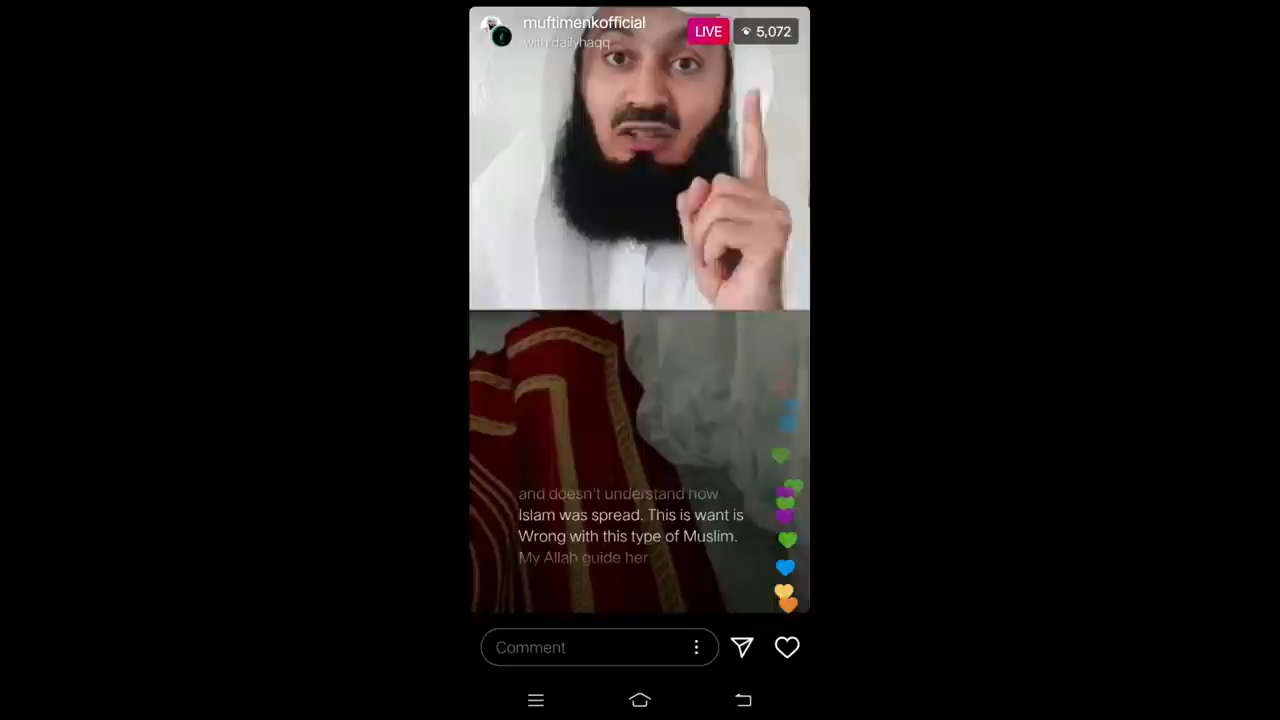 muftimenkofficial
with dailyhaqq
LIVE
5,072
and doesn't understand how
Islam was spread. This is want is
Wrong with this type of Muslim.
My Allah guide her
Comment